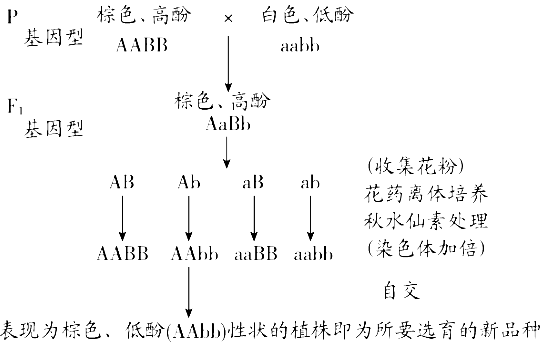 P 棕色、高酚 × 白色、低酚
基因型 AABB aabb
F₁ 棕色、高酚
基因型 AaBb
(收集花粉)
AB Ab aB ab 花药离体培养
秋水仙素处理
AABB AAbb aaBB aabb (染色体加倍)
自交
表现为棕色、低酚(AAbb)性状的植株即为所要选育的新品种